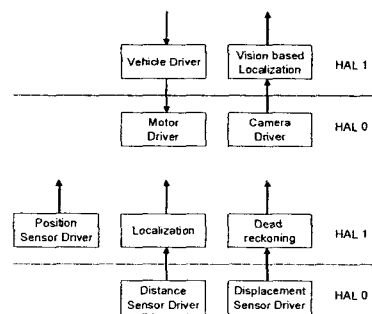 Vehicle Driver
Vision based
Localization
HAL 1
Motor
Driver
Camera
Driver
HAL 0
Position
Sensor Driver
Localization
Dead
reckoning
HAL 1
Distance
Sensor Driver
Displacement
Sensor Driver
HAL 0